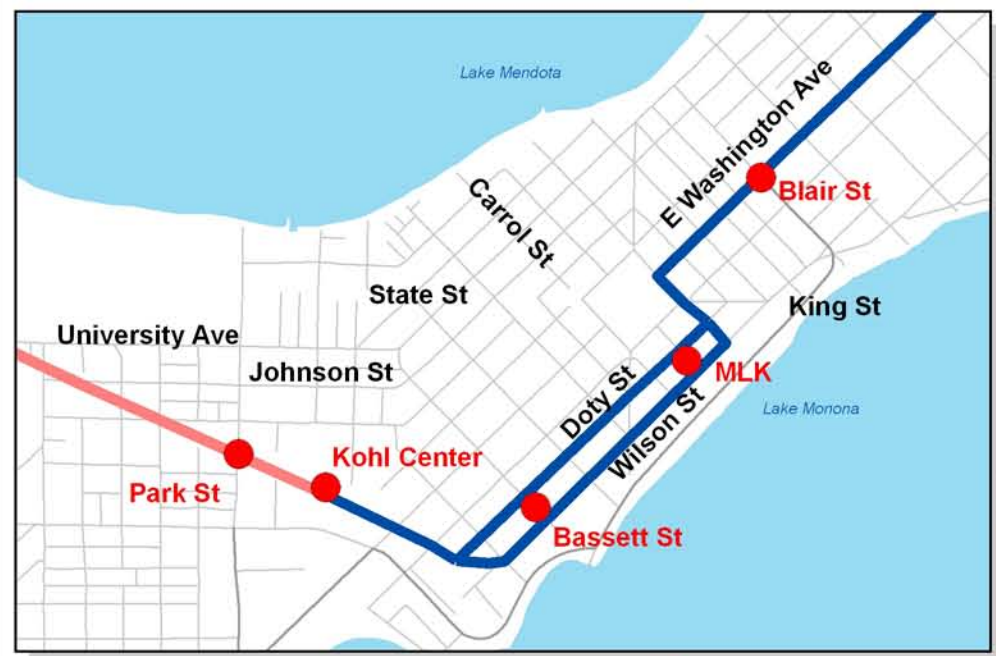 Lake Mendota
E Washington Ave
Blair St
Carrol St
State St
King St
University Ave
Johnson St
MLK
Doty St
Lake Monona
Wilson St
Kohl Center
Park St
Bassett St